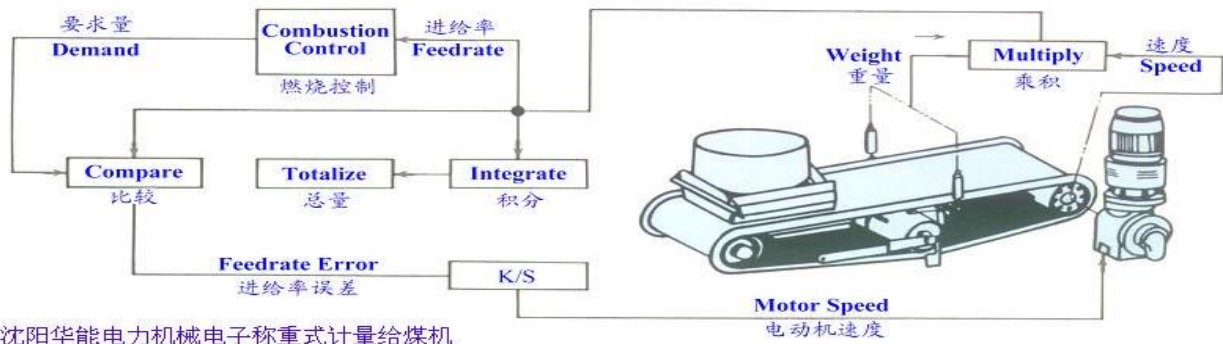 要求量
Demand
Combustion
Control
燃烧控制
进给率
Feedrate
Weight
重量
Multiply
乘积
速度
Speed
Compare
比较
Totalize
总量
Integrate
积分
Feedrate Error
进给率误差
K/S
Motor Speed
电动机速度
沈阳华能电力机械电子称重式计量给煤机